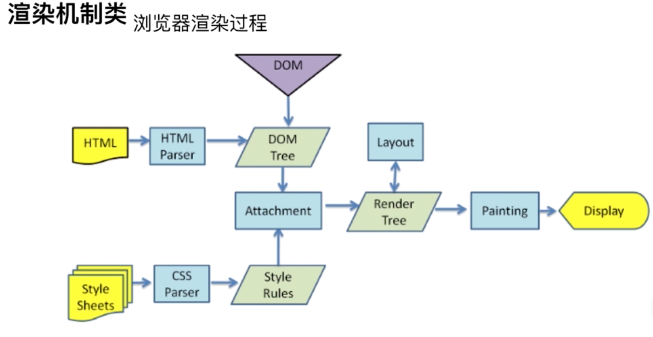 渲染机制类 浏览器渲染过程
DOM
HTML
HTML
Parser
DOM
Tree
Layout
Attachment
Render
Tree
Painting
Display
Style
Sheets
CSS
Parser
Style
Rules